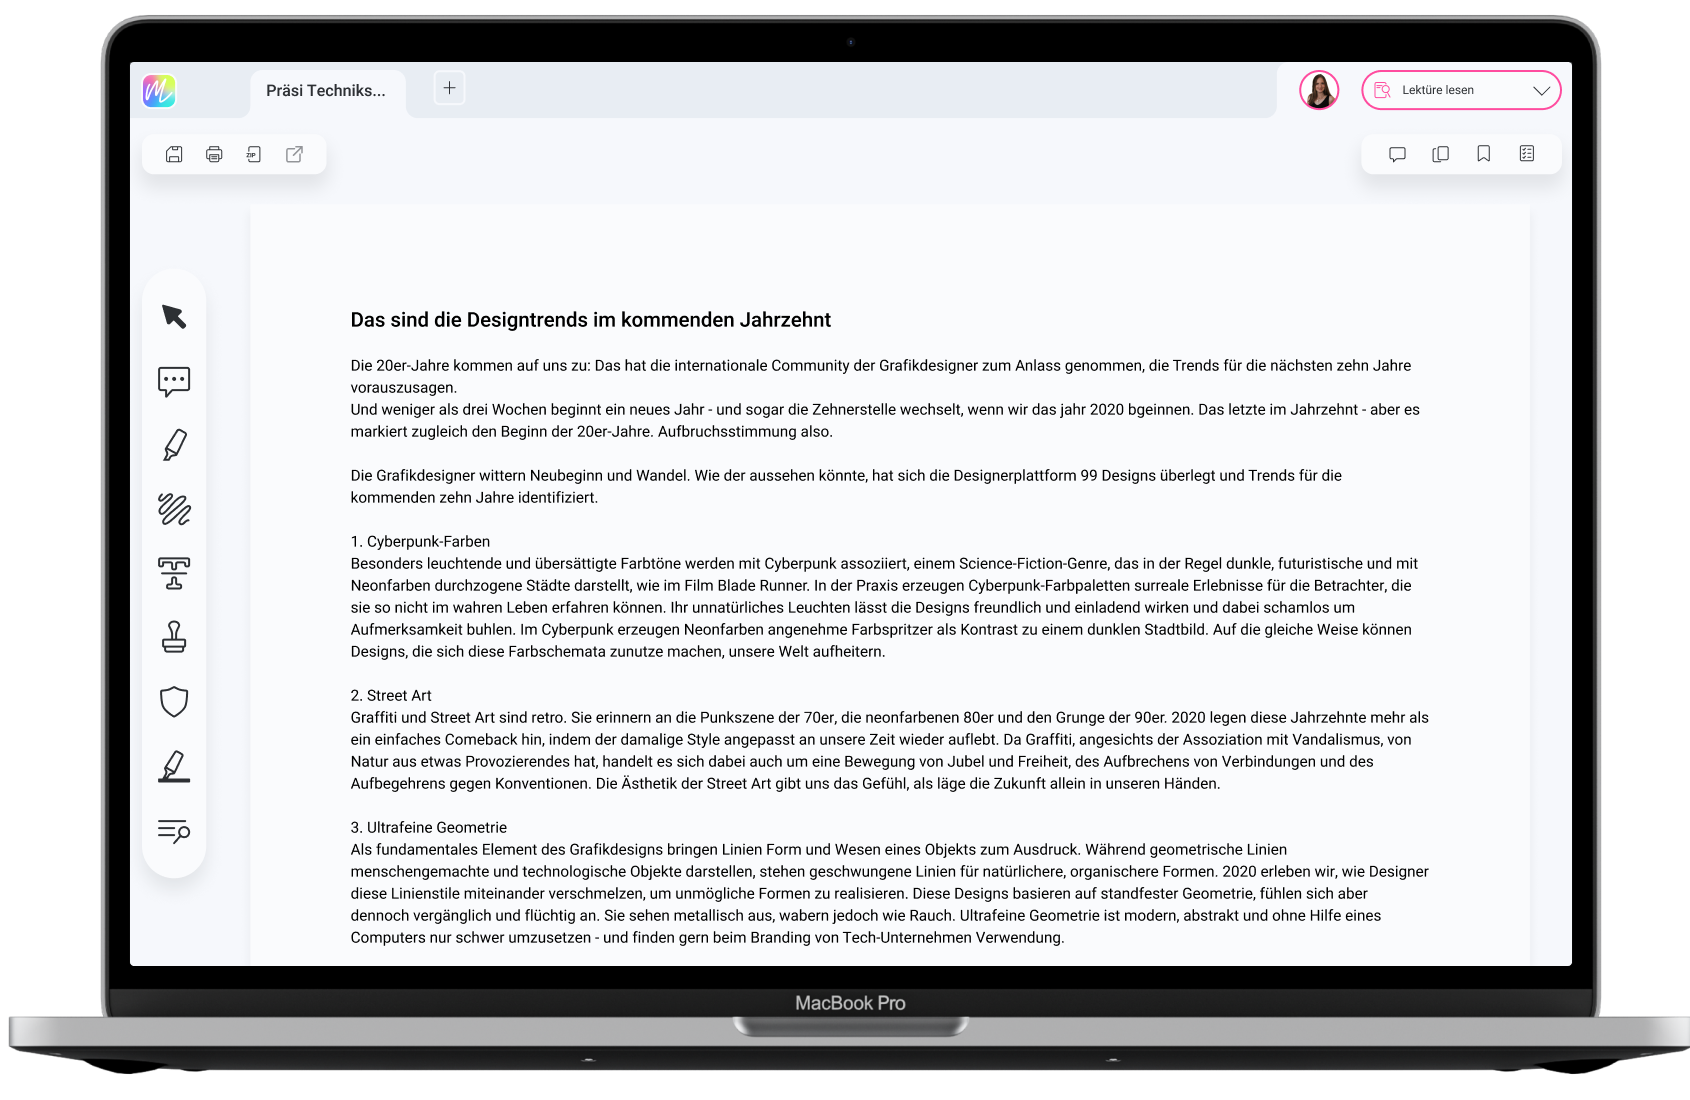 Präsi Techniks...
Lektüre lesen
ZIP
Das sind die Designtrends im kommenden Jahrzehnt
Die 20er-Jahre kommen auf uns zu: Das hat die internationale Community der Grafikdesigner zum Anlass genommen, die Trends für die nächsten zehn Jahre
vorauszusagen.
Und weniger als drei Wochen beginnt ein neues Jahr - und sogar die Zehnerstelle wechselt, wenn wir das jahr 2020 bgeinnen. Das letzte im Jahrzehnt - aber es
markiert zugleich den Beginn der 20er-Jahre. Aufbruchsstimmung also.
Die Grafikdesigner wittern Neubeginn und Wandel. Wie der aussehen könnte, hat sich die Designerplattform 99 Designs überlegt und Trends für die
kommenden zehn Jahre identifiziert.
1. Cyberpunk-Farben
Besonders leuchtende und übersättigte Farbtöne werden mit Cyberpunk assoziiert, einem Science-Fiction-Genre, das in der Regel dunkle, futuristische und mit
Neonfarben durchzogene Städte darstellt, wie im Film Blade Runner. In der Praxis erzeugen Cyberpunk-Farbpaletten surreale Erlebnisse für die Betrachter, die
sie so nicht im wahren Leben erfahren können. Ihr unnatürliches Leuchten lässt die Designs freundlich und einladend wirken und dabei schamlos um
Aufmerksamkeit buhlen. Im Cyberpunk erzeugen Neonfarben angenehme Farbspritzer als Kontrast zu einem dunklen Stadtbild. Auf die gleiche Weise können
Designs, die sich diese Farbschemata zunutze machen, unsere Welt aufheitern.
2. Street Art
Graffiti und Street Art sind retro. Sie erinnern an die Punkszene der 70er, die neonfarbenen 80er und den Grunge der 90er. 2020 legen diese Jahrzehnte mehr als
ein einfaches Comeback hin, indem der damalige Style angepasst an unsere Zeit wieder auflebt. Da Graffiti, angesichts der Assoziation mit Vandalismus, von
Natur aus etwas Provozierendes hat, handelt es sich dabei auch um eine Bewegung von Jubel und Freiheit, des Aufbrechens von Verbindungen und des
Aufbegehrens gegen Konventionen. Die Ästhetik der Street Art gibt uns das Gefühl, als läge die Zukunft allein in unseren Händen.
3. Ultrafeine Geometrie
Als fundamentales Element des Grafikdesigns bringen Linien Form und Wesen eines Objekts zum Ausdruck. Während geometrische Linien
menschengemachte und technologische Objekte darstellen, stehen geschwungene Linien für natürlichere, organischere Formen. 2020 erleben wir, wie Designer
diese Linienstile miteinander verschmelzen, um unmögliche Formen zu realisieren. Diese Designs basieren auf standfester Geometrie, fühlen sich aber
dennoch vergänglich und flüchtig an. Sie sehen metallisch aus, wabern jedoch wie Rauch. Ultrafeine Geometrie ist modern, abstrakt und ohne Hilfe eines
Computers nur schwer umzusetzen - und finden gern beim Branding von Tech-Unternehmen Verwendung.
MacBook Pro